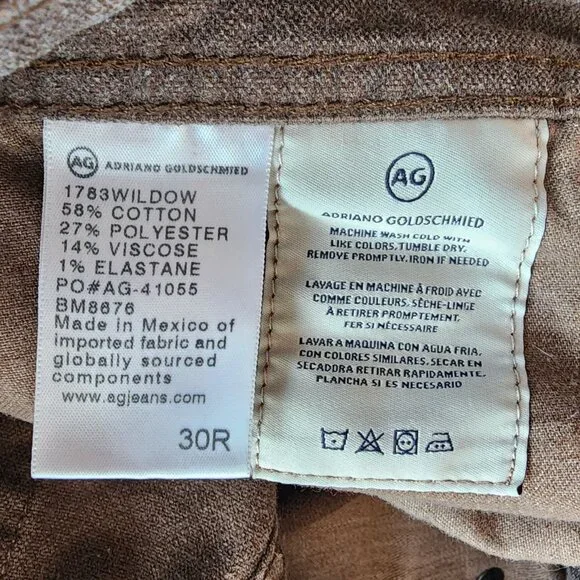 AG ADRIANO GOLDSCHMIED
1783WILDOW
58% COTTON
27% POLYESTER
14% VISCOSE
1% ELASTANE
PO#AG-41055
BM8676
Made in Mexico of
imported fabric and
globally sourced
components
www.agjeans.com
30R
AG
ADRIANO GOLDSCHMIED
MACHINE WASH COLD WITH
LIKE COLORS. TUMBLE DRY.
REMOVE PROMPTLY. IRON IF NEEDED
LAVAGE EN MACHINE À FROID AVEC
COMME COULEURS. SÈCHE-LINGE
À RETIRER PROMPTEMENT.
FER SI NÉCESSAIRE
LAVAR A MAQUINA CON AGUA FRIA,
CON COLORES SIMILARES. SECAR EN
SECADORA RETIRAR RAPIDAMENTE.
PLANCHA SI ES NECESARIO